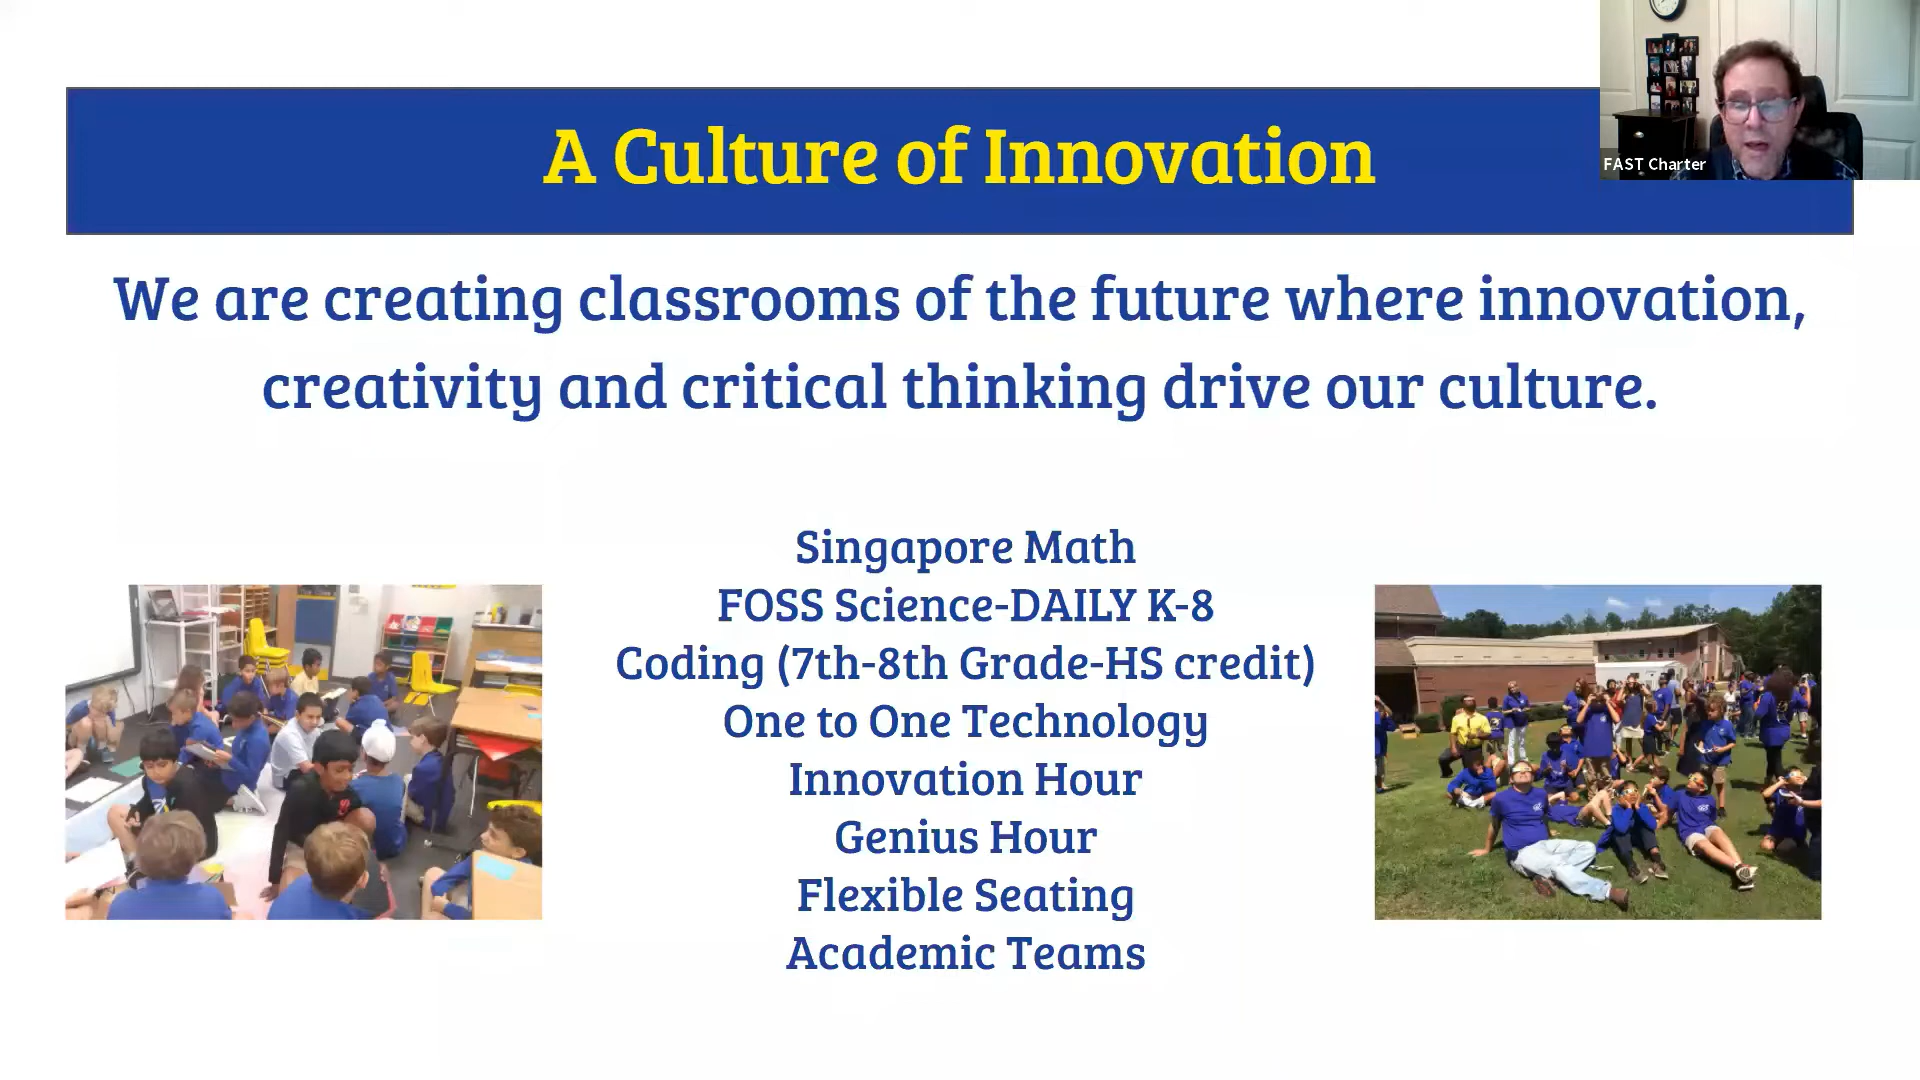 A Culture of Innovation
FAST Charter
We are creating classrooms of the future where innovation,
creativity and critical thinking drive our culture.
Singapore Math
FOSS Science-DAILY K-8
Coding (7th-8th Grade-HS credit)
One to One Technology
Innovation Hour
Genius Hour
Flexible Seating
Academic Teams